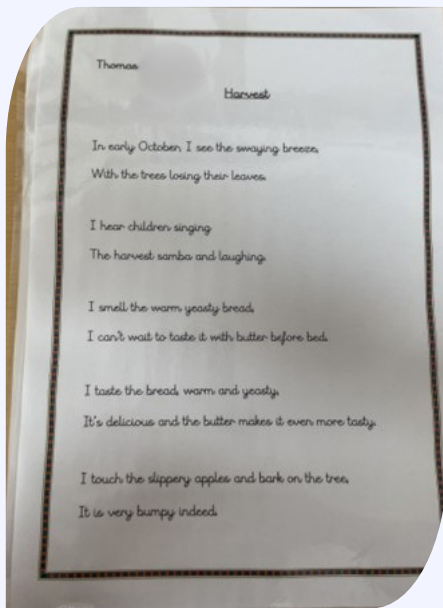 Thomas
Harvest
In early October, I see the swaying breeze,
With the trees losing their leaves.
I hear children singing
The harvest samba and laughing.
I smell the warm yeasty bread,
I can't wait to taste it with butter before bed.
I taste the bread, warm and yeasty,
It's delicious and the butter makes it even more tasty.
I touch the slippery apples and bark on the tree,
It is very bumpy indeed.